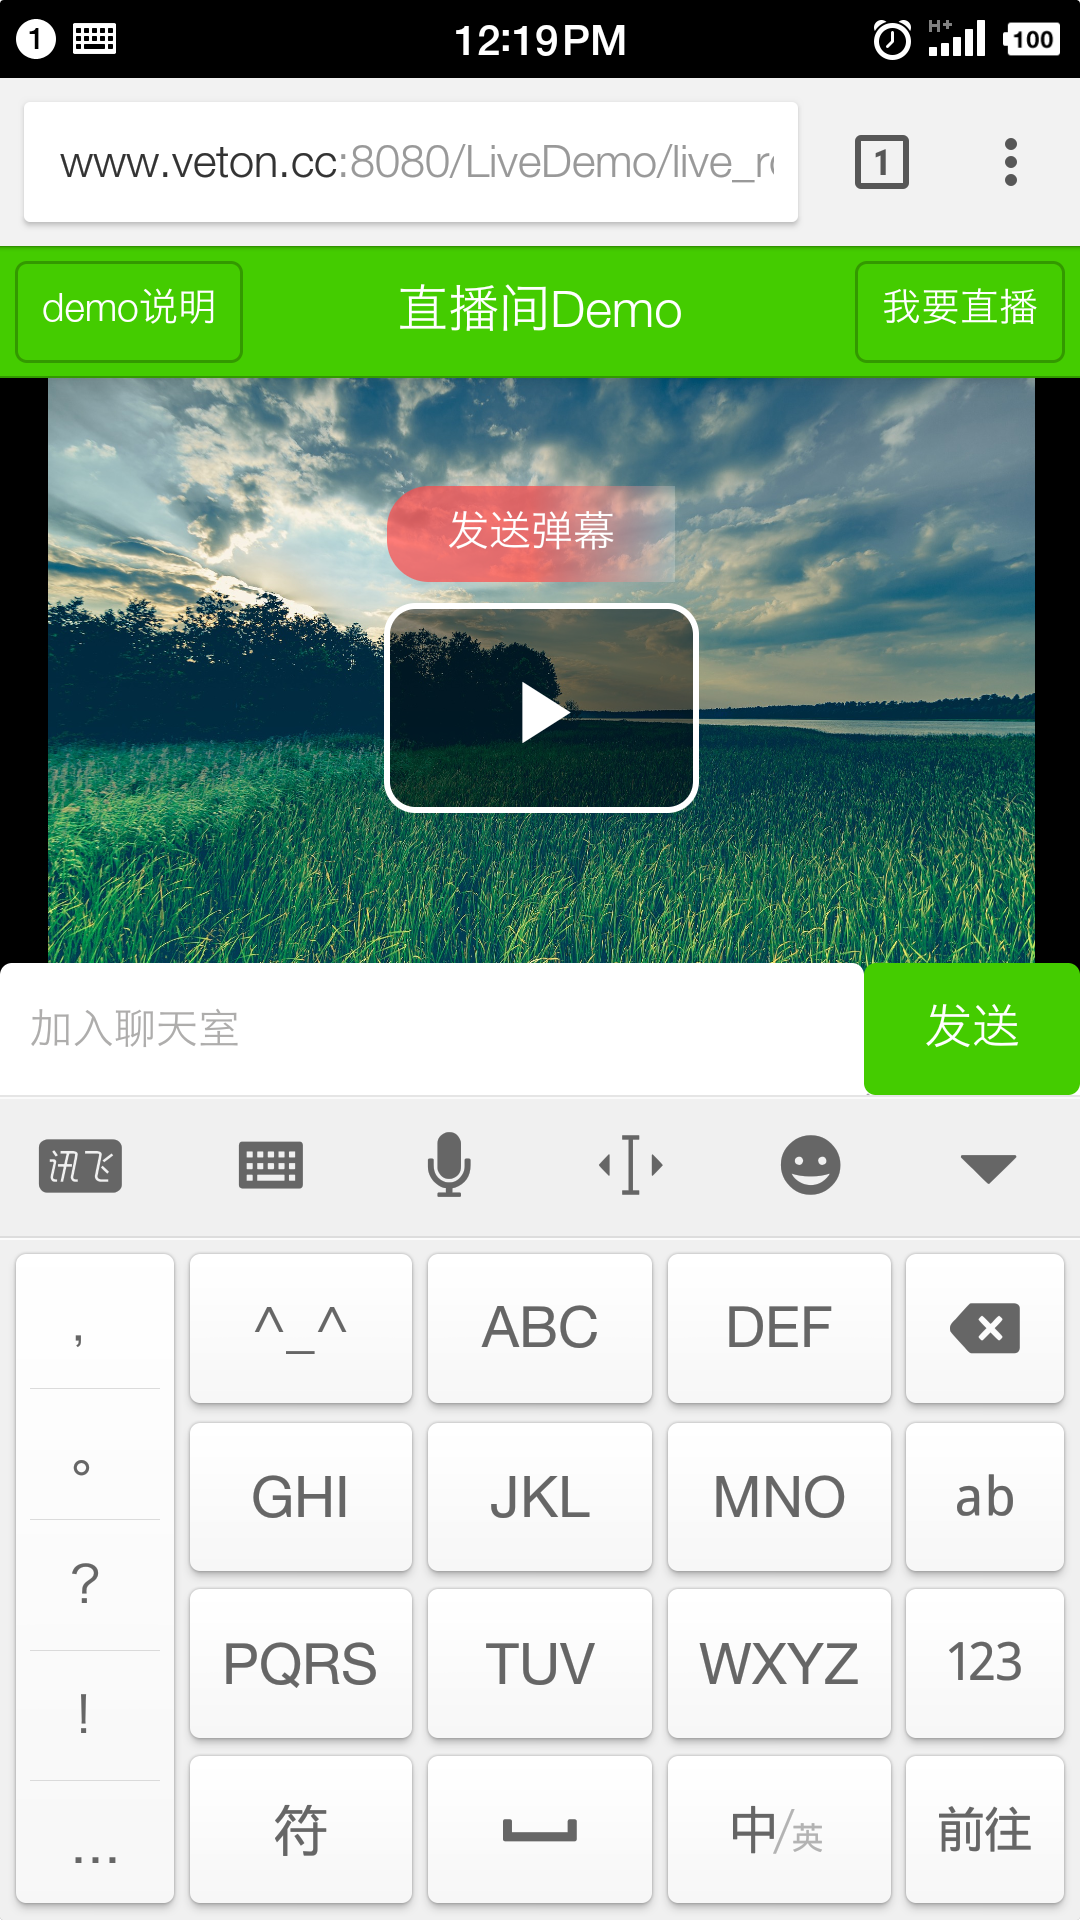 1
12:19PM
H+
100
www.veton.cc:8080/LiveDemo/live_r
1
demo说明
直播间Demo
我要直播
发送弹幕
加入聊天室
发送
讯飞
,
^_^
ABC
DEF
。
GHI
JKL
MNO
ab
?
PQRS
TUV
WXYZ
123
!
...
符
中/英
前往